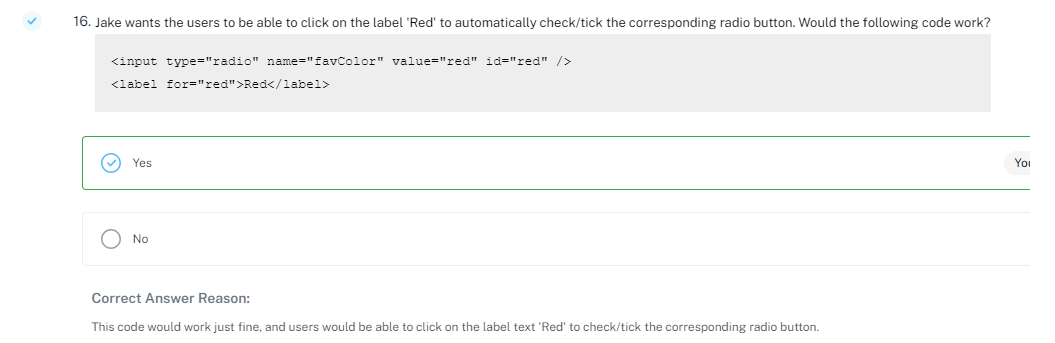 16. Jake wants the users to be able to click on the label 'Red' to automatically check/tick the corresponding radio button. Would the following code work?
<input type="radio" name="favColor" value="red" id="red" />
<label for="red">Red</label>
Yes
No
Correct Answer Reason:
This code would work just fine, and users would be able to click on the label text 'Red' to check/tick the corresponding radio button.